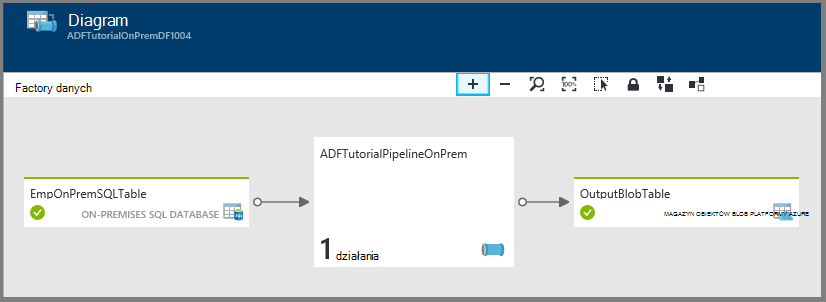 Diagram
ADFTutorialOnPremDF1004
Factory danych
100%
EmpOnPremSQLTable
ON-PREMISES SQL DATABASE
ADFTutorialPipelineOnPrem
1 działania
OutputBlobTable
MAGAZYN OBIEKTÓW BLOB PLATFORMY AZURE